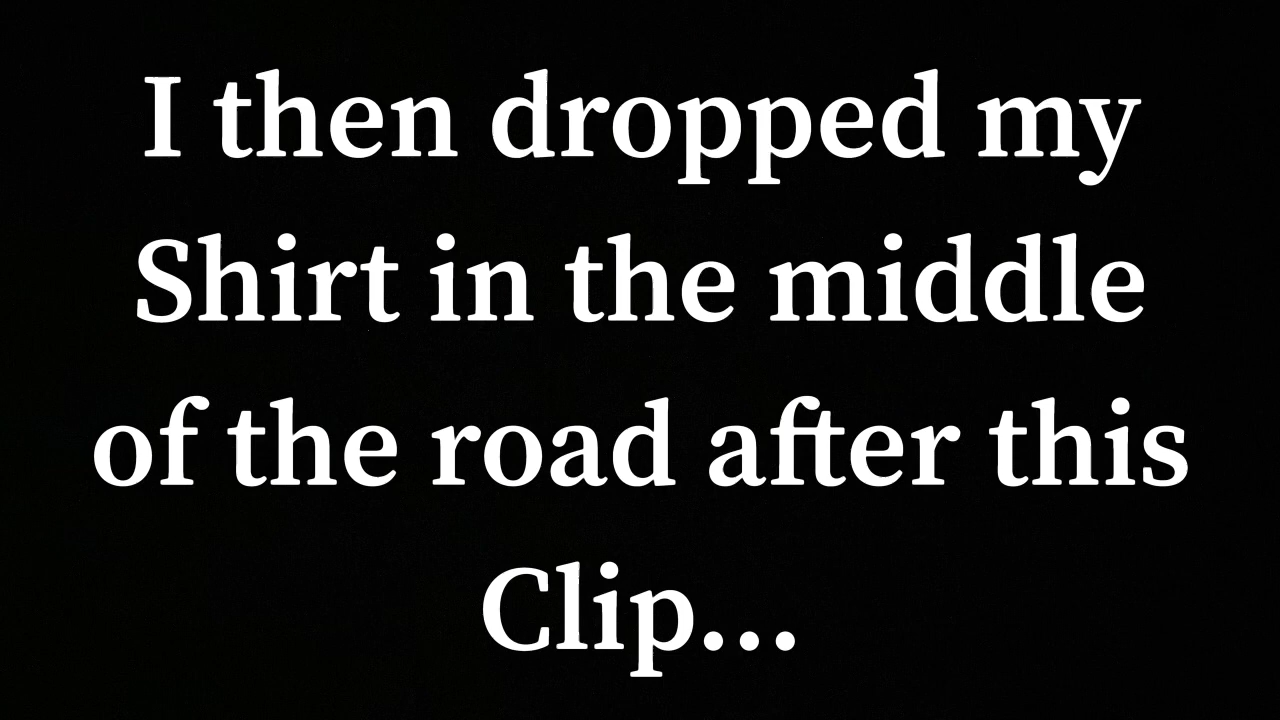 I then dropped my
Shirt in the middle
of the road after this
Clip...